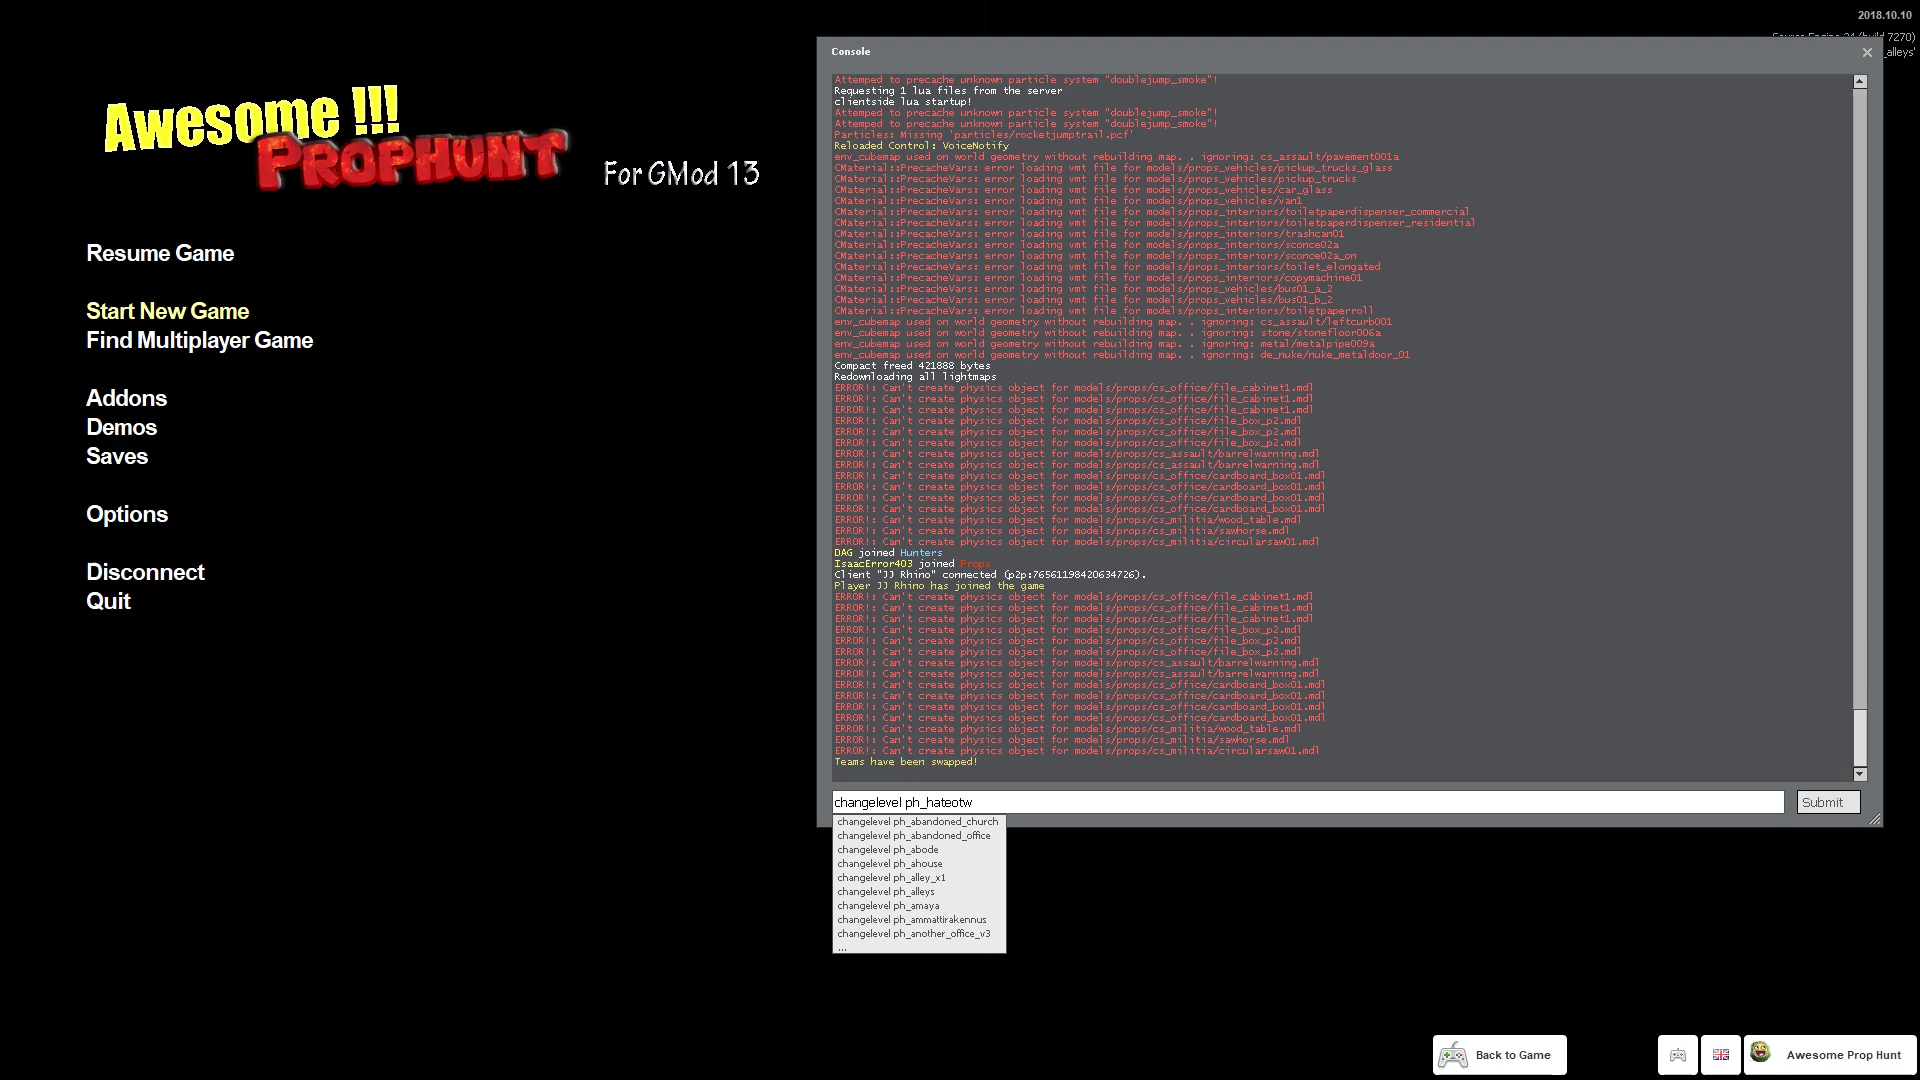 2018.10.10
7270)
_alleys'
Awesome !!!
PROPHUNT
For GMod 13
Resume Game
Start New Game
Find Multiplayer Game
Addons
Demos
Saves
Options
Disconnect
Quit
Console
Attemped to precache unknown particle system "doublejump_smoke"!
Requesting 1 lua files from the server
clientside lua startup!
Attemped to precache unknown particle system "doublejump_smoke"!
Attemped to precache unknown particle system "doublejump_smoke"!
Particles: Missing 'particles/rocketjumptrail.pcf'
Reloaded Control: VoiceNotify
env_cubemap used on world geometry without rebuilding map. . ignoring: cs_assault/pavement001a
CMaterial::PrecacheVars: error loading vmt file for models/props_vehicles/pickup_trucks_glass
CMaterial::PrecacheVars: error loading vmt file for models/props_vehicles/pickup_trucks
CMaterial::PrecacheVars: error loading vmt file for models/props_vehicles/car_glass
CMaterial::PrecacheVars: error loading vmt file for models/props_vehicles/van1
CMaterial::PrecacheVars: error loading vmt file for models/props_interiors/toiletpaperdispenser_commercial
CMaterial::PrecacheVars: error loading vmt file for models/props_interiors/toiletpaperdispenser_residential
CMaterial::PrecacheVars: error loading vmt file for models/props_interiors/trashcan01
CMaterial::PrecacheVars: error loading vmt file for models/props_interiors/sconce02a
CMaterial::PrecacheVars: error loading vmt file for models/props_interiors/sconce02a_on
CMaterial::PrecacheVars: error loading vmt file for models/props_interiors/toilet_elongated
CMaterial::PrecacheVars: error loading vmt file for models/props_interiors/copymachine01
CMaterial::PrecacheVars: error loading vmt file for models/props_vehicles/bus01_a_2
CMaterial::PrecacheVars: error loading vmt file for models/props_vehicles/bus01_b_2
CMaterial::PrecacheVars: error loading vmt file for models/props_interiors/toiletpaperroll
env_cubemap used on world geometry without rebuilding map. . ignoring: cs_assault/leftcurb001
env_cubemap used on world geometry without rebuilding map. . ignoring: stone/stonefloor006a
env_cubemap used on world geometry without rebuilding map. . ignoring: metal/metalpipe009a
env_cubemap used on world geometry without rebuilding map. . ignoring: de_nuke/nuke_metaldoor_01
Compact freed 421888 bytes
Redownloading all lightmaps
ERROR!: Can't create physics object for models/props/cs_office/file_cabinet1.mdl
ERROR!: Can't create physics object for models/props/cs_office/file_cabinet1.mdl
ERROR!: Can't create physics object for models/props/cs_office/file_cabinet1.mdl
ERROR!: Can't create physics object for models/props/cs_office/file_box_p2.mdl
ERROR!: Can't create physics object for models/props/cs_office/file_box_p2.mdl
ERROR!: Can't create physics object for models/props/cs_office/file_box_p2.mdl
ERROR!: Can't create physics object for models/props/cs_assault/barrelwarning.mdl
ERROR!: Can't create physics object for models/props/cs_assault/barrelwarning.mdl
ERROR!: Can't create physics object for models/props/cs_office/cardboard_box01.mdl
ERROR!: Can't create physics object for models/props/cs_office/cardboard_box01.mdl
ERROR!: Can't create physics object for models/props/cs_office/cardboard_box01.mdl
ERROR!: Can't create physics object for models/props/cs_office/cardboard_box01.mdl
ERROR!: Can't create physics object for models/props/cs_militia/wood_table.mdl
ERROR!: Can't create physics object for models/props/cs_militia/sawhorse.mdl
ERROR!: Can't create physics object for models/props/cs_militia/circularsaw01.mdl
DAG joined Hunters
IsaacError403 joined Props
Client "JJ Rhino" connected (p2p:76561198420634726).
Player JJ Rhino has joined the game
ERROR!: Can't create physics object for models/props/cs_office/file_cabinet1.mdl
ERROR!: Can't create physics object for models/props/cs_office/file_cabinet1.mdl
ERROR!: Can't create physics object for models/props/cs_office/file_cabinet1.mdl
ERROR!: Can't create physics object for models/props/cs_office/file_box_p2.mdl
ERROR!: Can't create physics object for models/props/cs_office/file_box_p2.mdl
ERROR!: Can't create physics object for models/props/cs_office/file_box_p2.mdl
ERROR!: Can't create physics object for models/props/cs_assault/barrelwarning.mdl
ERROR!: Can't create physics object for models/props/cs_assault/barrelwarning.mdl
ERROR!: Can't create physics object for models/props/cs_office/cardboard_box01.mdl
ERROR!: Can't create physics object for models/props/cs_office/cardboard_box01.mdl
ERROR!: Can't create physics object for models/props/cs_office/cardboard_box01.mdl
ERROR!: Can't create physics object for models/props/cs_office/cardboard_box01.mdl
ERROR!: Can't create physics object for models/props/cs_militia/wood_table.mdl
ERROR!: Can't create physics object for models/props/cs_militia/sawhorse.mdl
ERROR!: Can't create physics object for models/props/cs_militia/circularsaw01.mdl
Teams have been swapped!
changelevel ph_hateotw
Submit
changelevel ph_abandoned_church
changelevel ph_abandoned_office
changelevel ph_abode
changelevel ph_ahouse
changelevel ph_alley_x1
changelevel ph_alleys
changelevel ph_amaya
changelevel ph_ammattirakennus
changelevel ph_another_office_v3
...
Back to Game
Awesome Prop Hunt